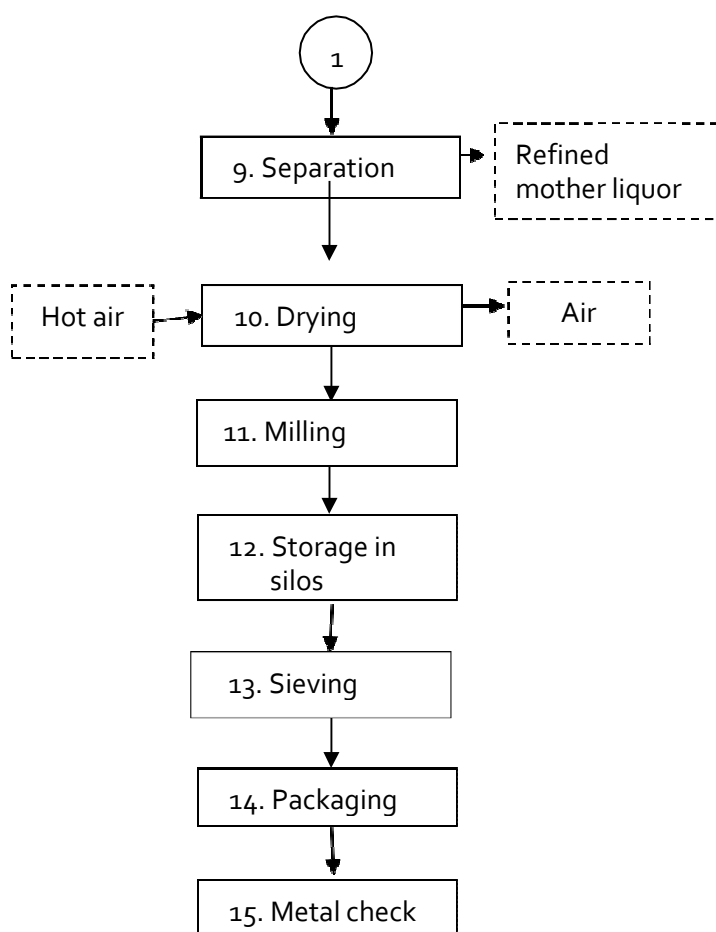 1
9. Separation
Refined
mother liquor
Hot air
10. Drying
Air
11. Milling
12. Storage in
silos
13. Sieving
14. Packaging
15. Metal check